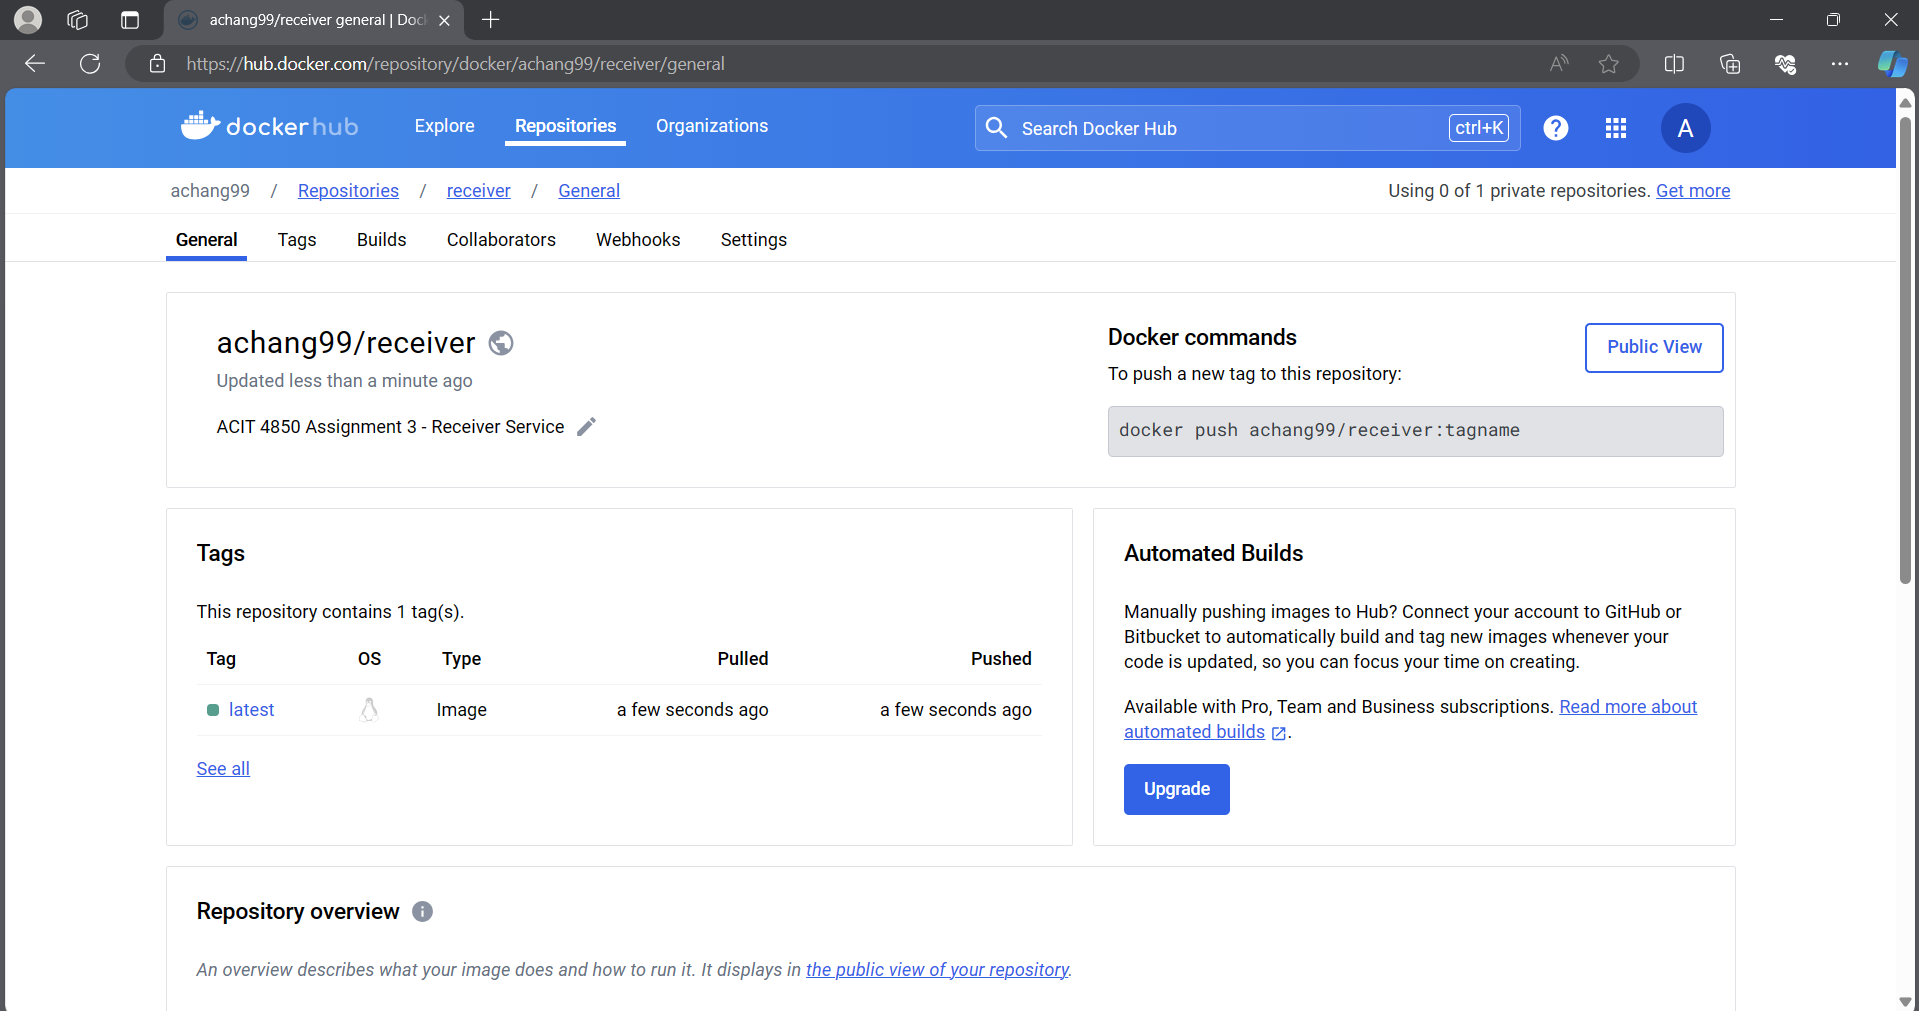 achang99/receiver general | Doc
https://hub.docker.com/repository/docker/achang99/receiver/general
docker hub
Explore
Repositories
Organizations
Search Docker Hub
ctrl+K
?
A
achang99 / Repositories / receiver / General
Using 0 of 1 private repositories. Get more
General
Tags
Builds
Collaborators
Webhooks
Settings
achang99/receiver
Updated less than a minute ago
ACIT 4850 Assignment 3 - Receiver Service
Docker commands
To push a new tag to this repository:
Public View
docker push achang99/receiver:tagname
Tags
This repository contains 1 tag(s).
Tag OS Type Pulled Pushed
latest Image a few seconds ago a few seconds ago
See all
Automated Builds
Manually pushing images to Hub? Connect your account to GitHub or
Bitbucket to automatically build and tag new images whenever your
code is updated, so you can focus your time on creating.
Available with Pro, Team and Business subscriptions. Read more about
automated builds .
Upgrade
Repository overview
An overview describes what your image does and how to run it. It displays in the public view of your repository.